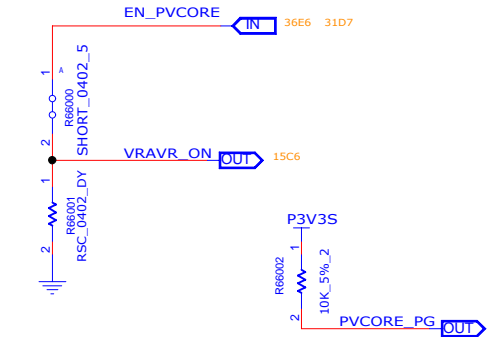 EN_PVCORE
IN
36E6 31D7
1
A
R66000
SHORT_0402_5
2
VRAVR_ON
OUT
15C6
1
R66001
RSC_0402_DY
2
P3V3S
1
R66002
10K_5%_2
2
PVCORE_PG
OUT